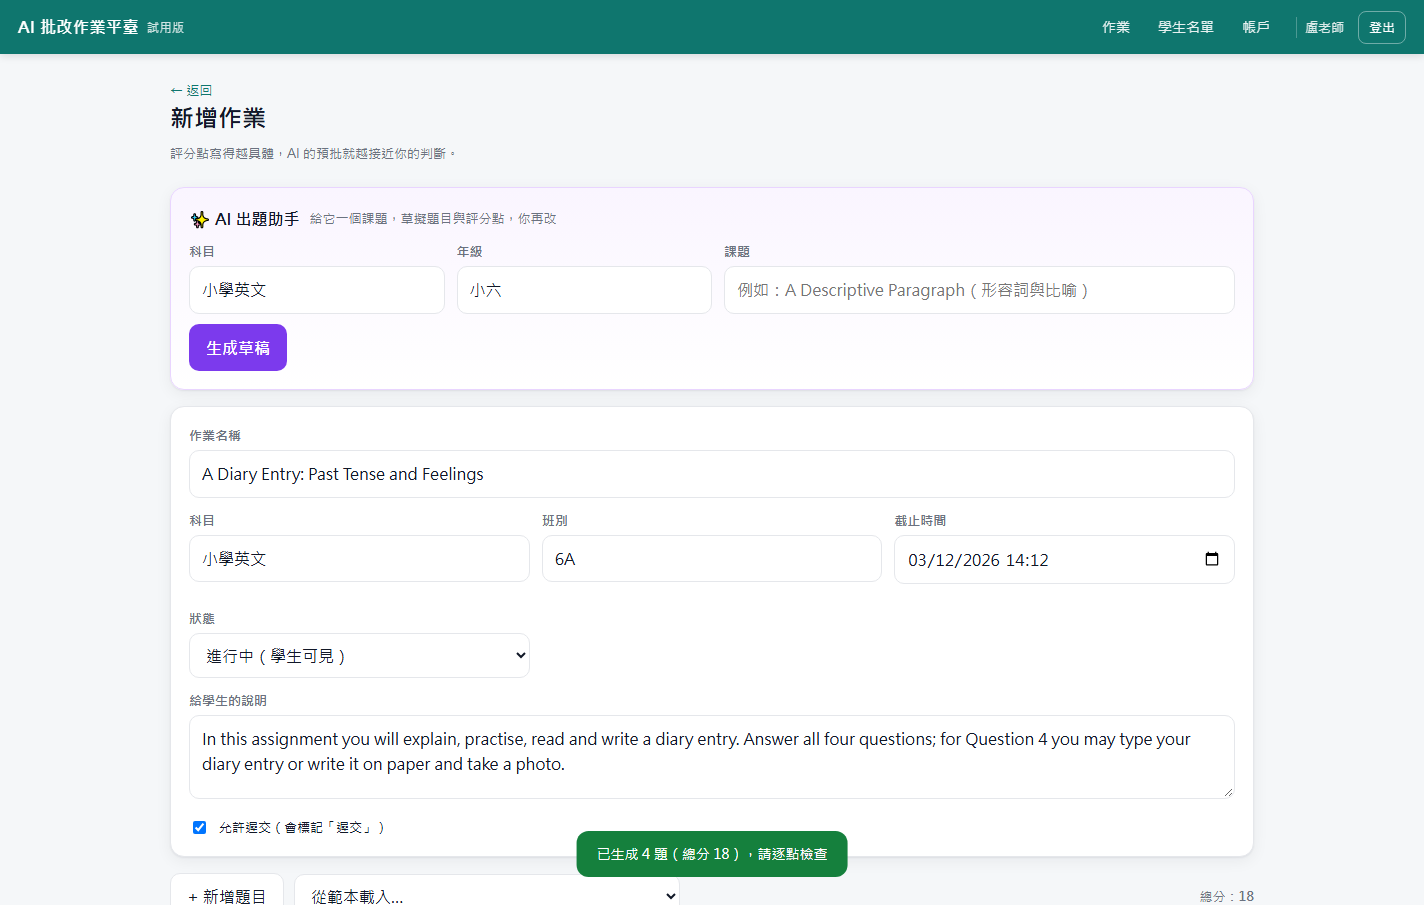 AI 批改作業平臺 試用版
作業 學生名單 帳戶 盧老師 登出
← 返回
新增作業
評分點寫得越具體，AI 的預批就越接近你的判斷。
✨ AI 出題助手 給它一個課題，草擬題目與評分點，你再改
科目 年級 課題
小學英文 小六 例如：A Descriptive Paragraph（形容詞與比喻）
生成草稿
作業名稱
A Diary Entry: Past Tense and Feelings
科目 班別 截止時間
小學英文 6A 03/12/2026 14:12
狀態
進行中（學生可見）
給學生的說明
In this assignment you will explain, practise, read and write a diary entry. Answer all four questions; for Question 4 you may type your
diary entry or write it on paper and take a photo.
允許遲交（會標記「遲交」）
已生成 4 題（總分 18），請逐點檢查
+ 新增題目 從範本載入... 總分：18